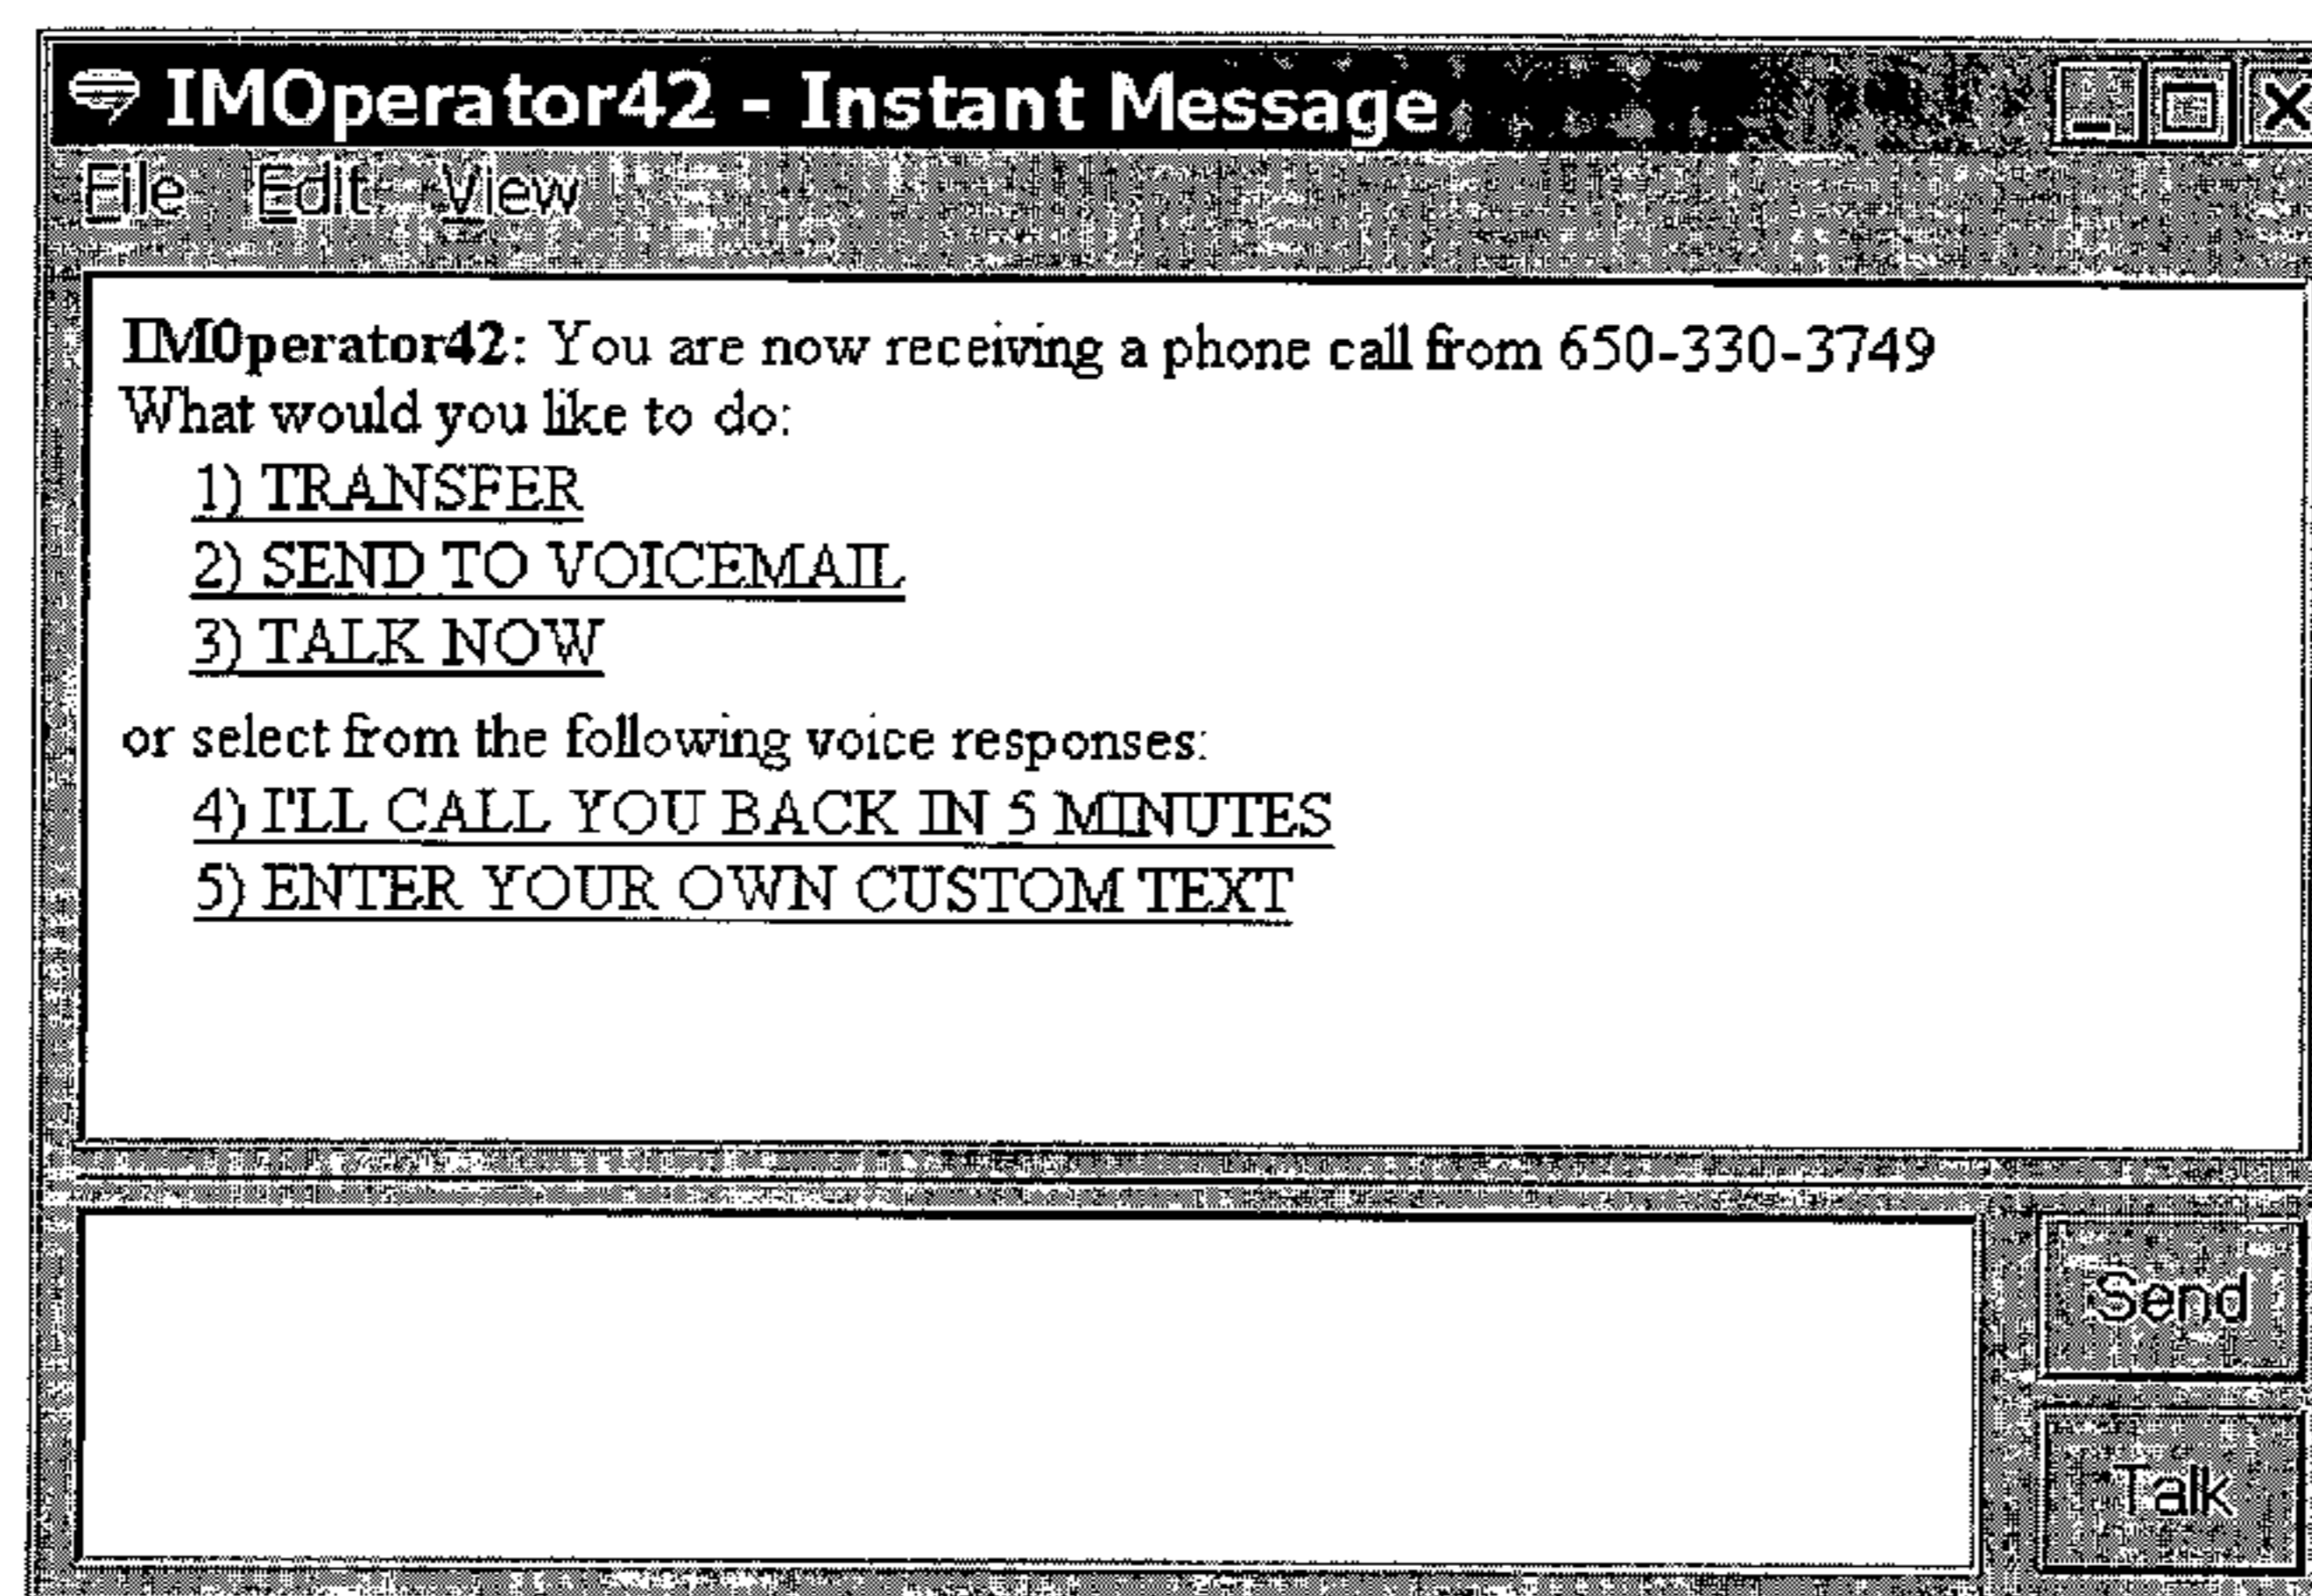 IMOperator42 - Instant Message
File Edit View
IM0perator42: You are now receiving a phone call from 650-330-3749
What would you like to do:
1) TRANSFER
2) SEND TO VOICEMAIL
3) TALK NOW
or select from the following voice responses:
4) I'LL CALL YOU BACK IN 5 MINUTES
5) ENTER YOUR OWN CUSTOM TEXT
Send
Talk